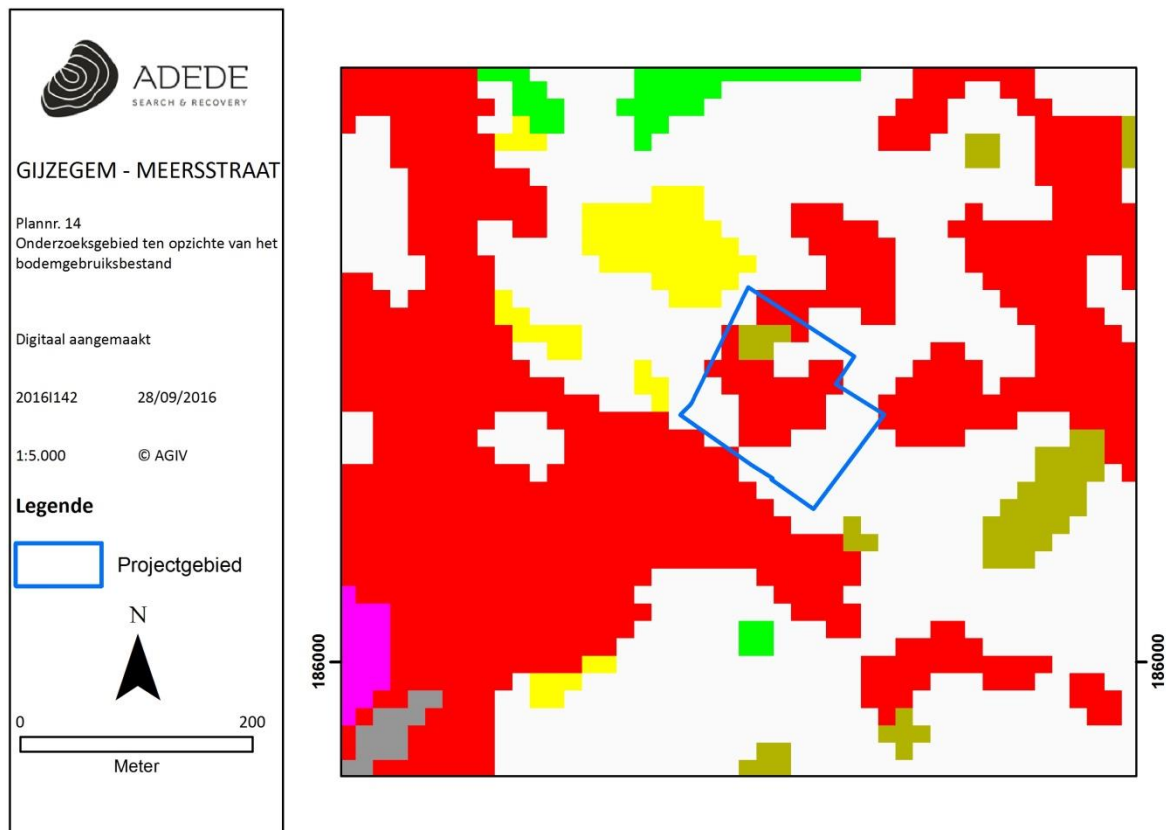 ADEDE
SEARCH & RECOVERY
GIJZEGEM - MEERSSTRAAT
Plannr. 14
Onderzoeksgebied ten opzichte van het
bodemgebruiksbestand
Digitaal aangemaakt
2016I142 28/09/2016
1:5.000 © AGIV
Legende
Projectgebied
N
0 200
Meter
186000
186000